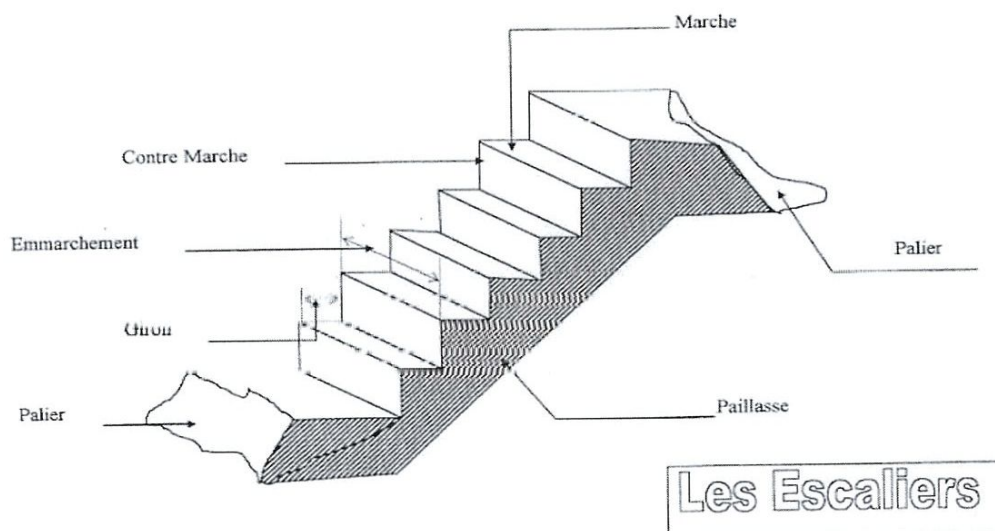 Marche
Contre Marche
Emmarchement
Palier
Giron
Palier
Paillasse
Les Escaliers